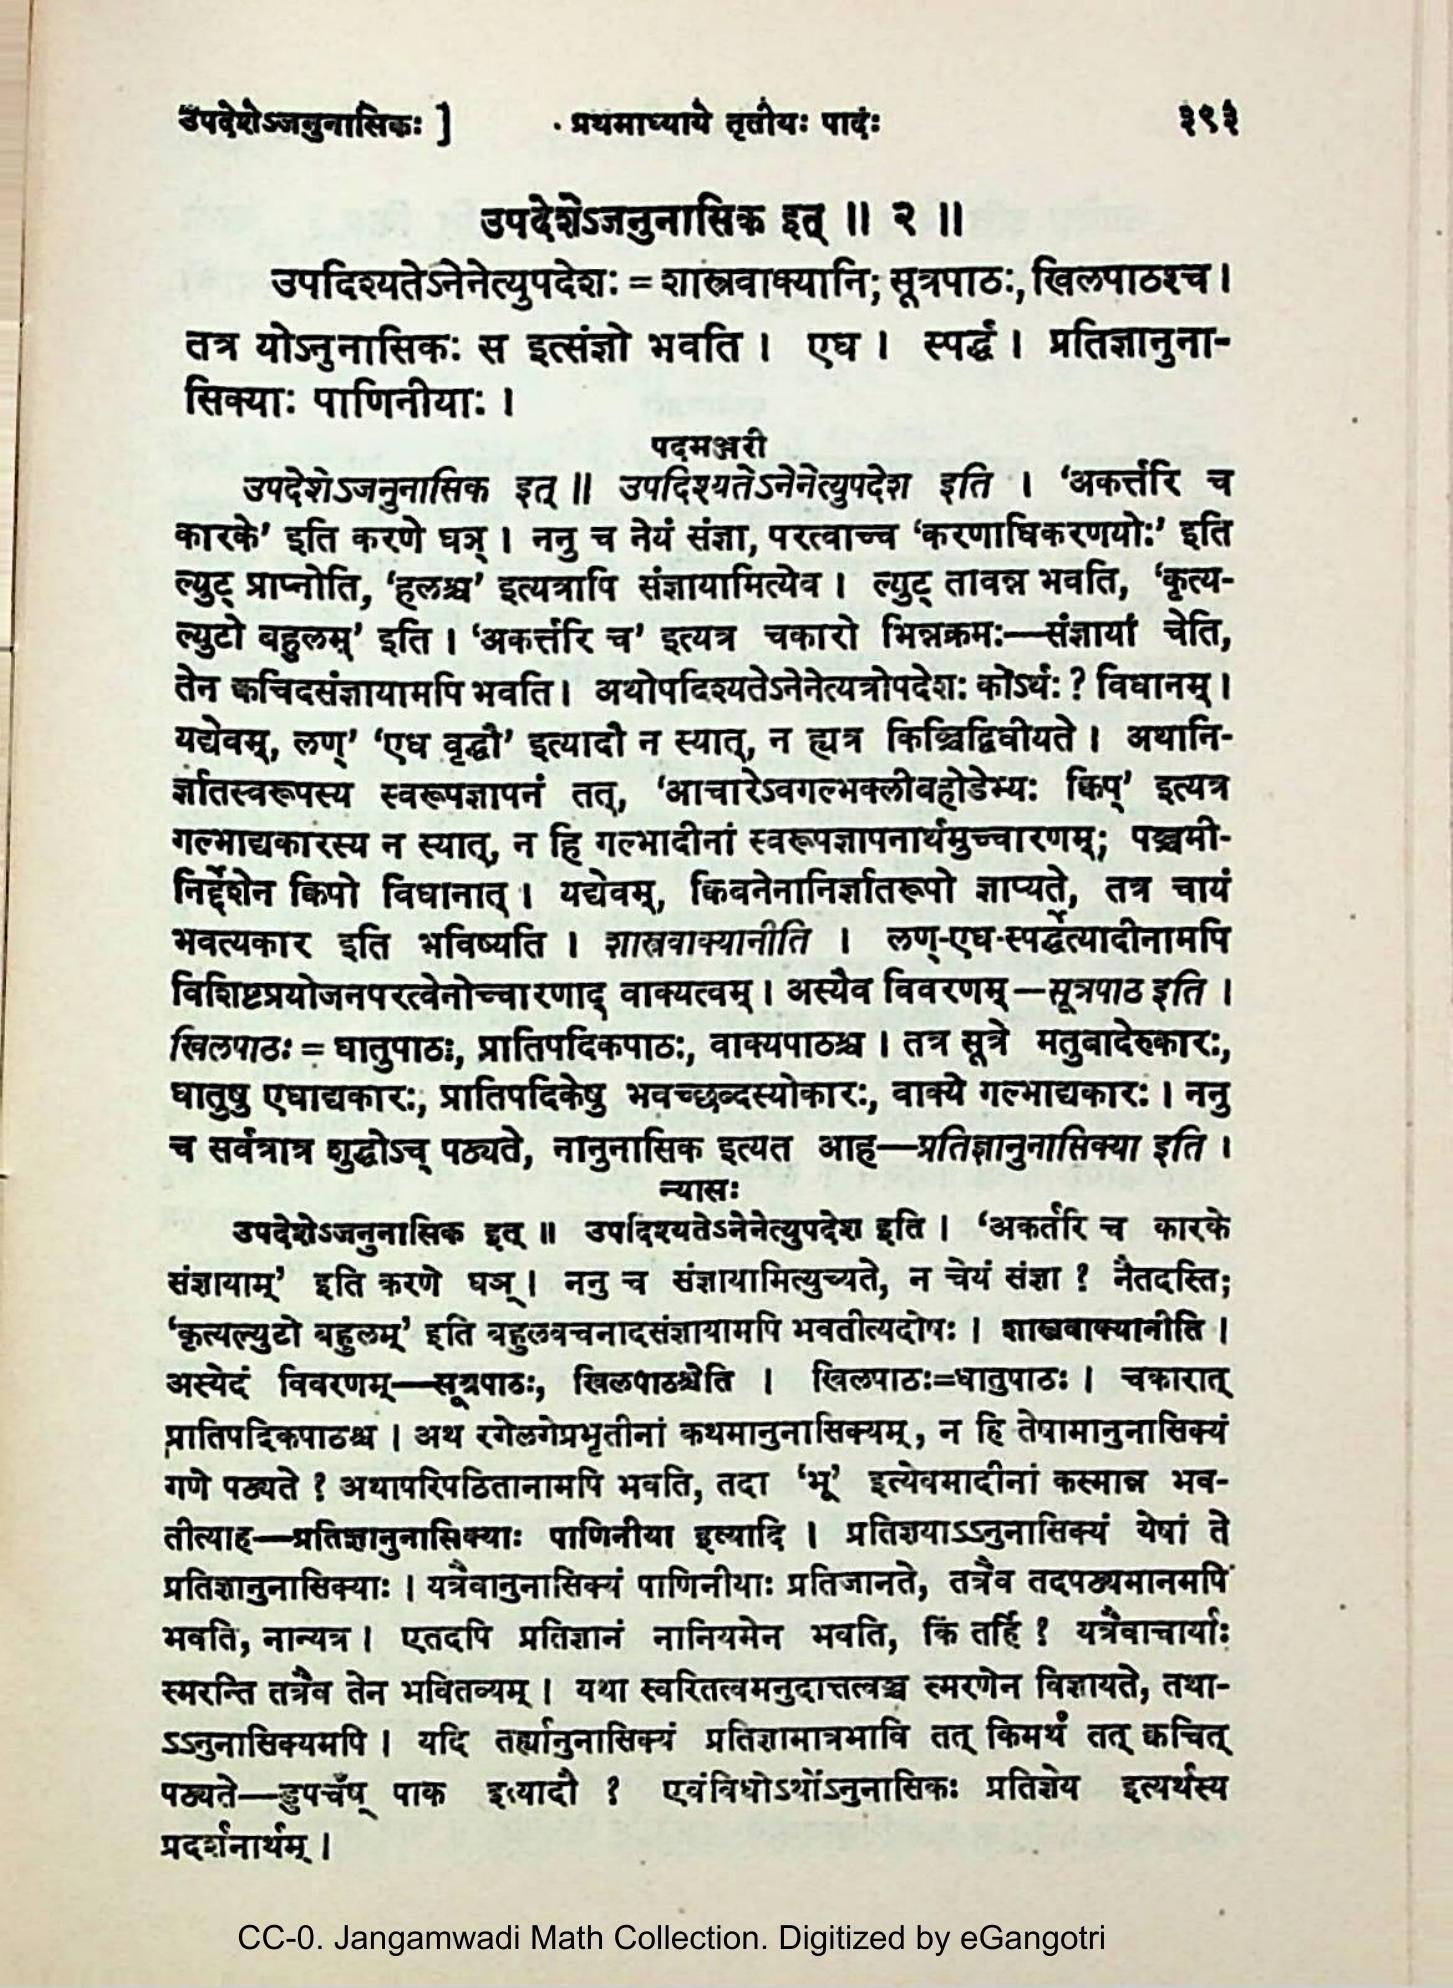 उपदेशेऽजनुनासिकः ]
प्रथमाध्याये तृतीयः पादः
३९३
उपदेशेऽजनुनासिक इत् ॥ २ ॥
उपदिश्यतेऽनेनेत्युपदेशः = शास्त्रवाक्यानि; सूत्रपाठः, खिलपाठश्च ।
तत्र योऽनुनासिकः स इत्संज्ञो भवति । एध । स्पर्द्ध । प्रतिज्ञानुना-
सिक्याः पाणिनीयाः ।
पदमञ्जरी
उपदेशेऽजनुनासिक इत् ॥ उपदिश्यतेऽनेनेत्युपदेश इति । ‘अकर्त्तरि च
कारके’ इति करणे घञ् । ननु च नेयं संज्ञा, परत्वाच्च ‘करणाधिकरणयोः’ इति
ल्युट् प्राप्नोति, ‘हलश्च’ इत्यत्रापि संज्ञायामित्येव । ल्युट् तावन्न भवति, ‘कृत्य-
ल्युटो बहुलम्’ इति । ‘अकर्त्तरि च’ इत्यत्र चकारो भिन्नक्रमः—संज्ञायां चेति,
तेन क्वचिदसंज्ञायामपि भवति । अथोपदिश्यतेऽनेनेत्यत्रोपदेशः कोऽर्थः ? विधानम् ।
यद्येवम्, लण्’ ‘एध वृद्धौ’ इत्यादौ न स्यात्, न ह्यत्र किञ्चिद्विधीयते । अथानि-
र्ज्ञातस्वरूपस्य स्वरूपज्ञापनं तत्, ‘आचारेऽवगल्भक्लीबहोडेभ्यः क्विप्’ इत्यत्र
गल्भाद्यकारस्य न स्यात्, न हि गल्भादीनां स्वरूपज्ञापनार्थमुच्चारणम्; पञ्चमी-
निर्द्देशेन क्विपो विधानात् । यद्येवम्, क्विबनेनानिर्ज्ञातरूपो ज्ञाप्यते, तत्र चायं
भवत्यकार इति भविष्यति । शास्त्रवाक्यानीति । लण्-एध-स्पर्द्धेत्यादीनामपि
विशिष्टप्रयोजनपरत्वेनोच्चारणाद् वाक्यत्वम् । अस्यैव विवरणम्—सूत्रपाठ इति ।
खिलपाठः = धातुपाठः, प्रातिपदिकपाठः, वाक्यपाठश्च । तत्र सूत्रे मतुबादेरुकारः,
धातुषु एधाद्यकारः, प्रातिपदिकेषु भवच्छब्दस्योकारः, वाक्ये गल्भाद्यकारः । ननु
च सर्वत्रात्र शुद्धोऽच् पठ्यते, नानुनासिक इत्यत आह—प्रतिज्ञानुनासिक्या इति ।
न्यासः
उपदेशेऽजनुनासिक इत् ॥ उपदिश्यतेऽनेनेत्युपदेश इति । ‘अकर्तरि च कारके
संज्ञायाम्’ इति करणे घञ् । ननु च संज्ञायामित्युच्यते, न चेयं संज्ञा ? नैतदस्ति;
‘कृत्यल्युटो बहुलम्’ इति बहुलवचनादसंज्ञायामपि भवतीत्यदोषः । शास्त्रवाक्यानीति ।
अस्येदं विवरणम्—सूत्रपाठः, खिलपाठश्चेति । खिलपाठः=धातुपाठः । चकारात्
प्रातिपदिकपाठश्च । अथ रगेलगेप्रभृतीनां कथमानुनासिक्यम्, न हि तेषामानुनासिक्यं
गणे पठ्यते ? अथापरिपठितानामपि भवति, तदा ‘भू’ इत्येवमादीनां कस्मान्न भव-
तीत्याह—प्रतिज्ञानुनासिक्याः पाणिनीया इत्यादि । प्रतिज्ञयाऽऽनुनासिक्यं येषां ते
प्रतिज्ञानुनासिक्याः । यत्रैवानुनासिक्यं पाणिनीयाः प्रतिजानते, तत्रैव तदपठ्यमानमपि
भवति, नान्यत्र । एतदपि प्रतिज्ञानं नानियमेन भवति, किं तर्हि ? यत्रैवाचार्याः
स्मरन्ति तत्रैव तेन भवितव्यम् । यथा स्वरितत्वमनुदात्तत्वञ्च स्मरणेन विज्ञायते, तथा-
ऽऽनुनासिक्यमपि । यदि तर्ह्यानुनासिक्यं प्रतिज्ञामात्रभावि तत् किमर्थं तत् क्वचित्
पठ्यते—डुपचँष् पाक इत्यादौ ? एवंविधोऽर्थोऽनुनासिकः प्रतिज्ञेय इत्यर्थस्य
प्रदर्शनार्थम् ।
CC-0. Jangamwadi Math Collection. Digitized by eGangotri